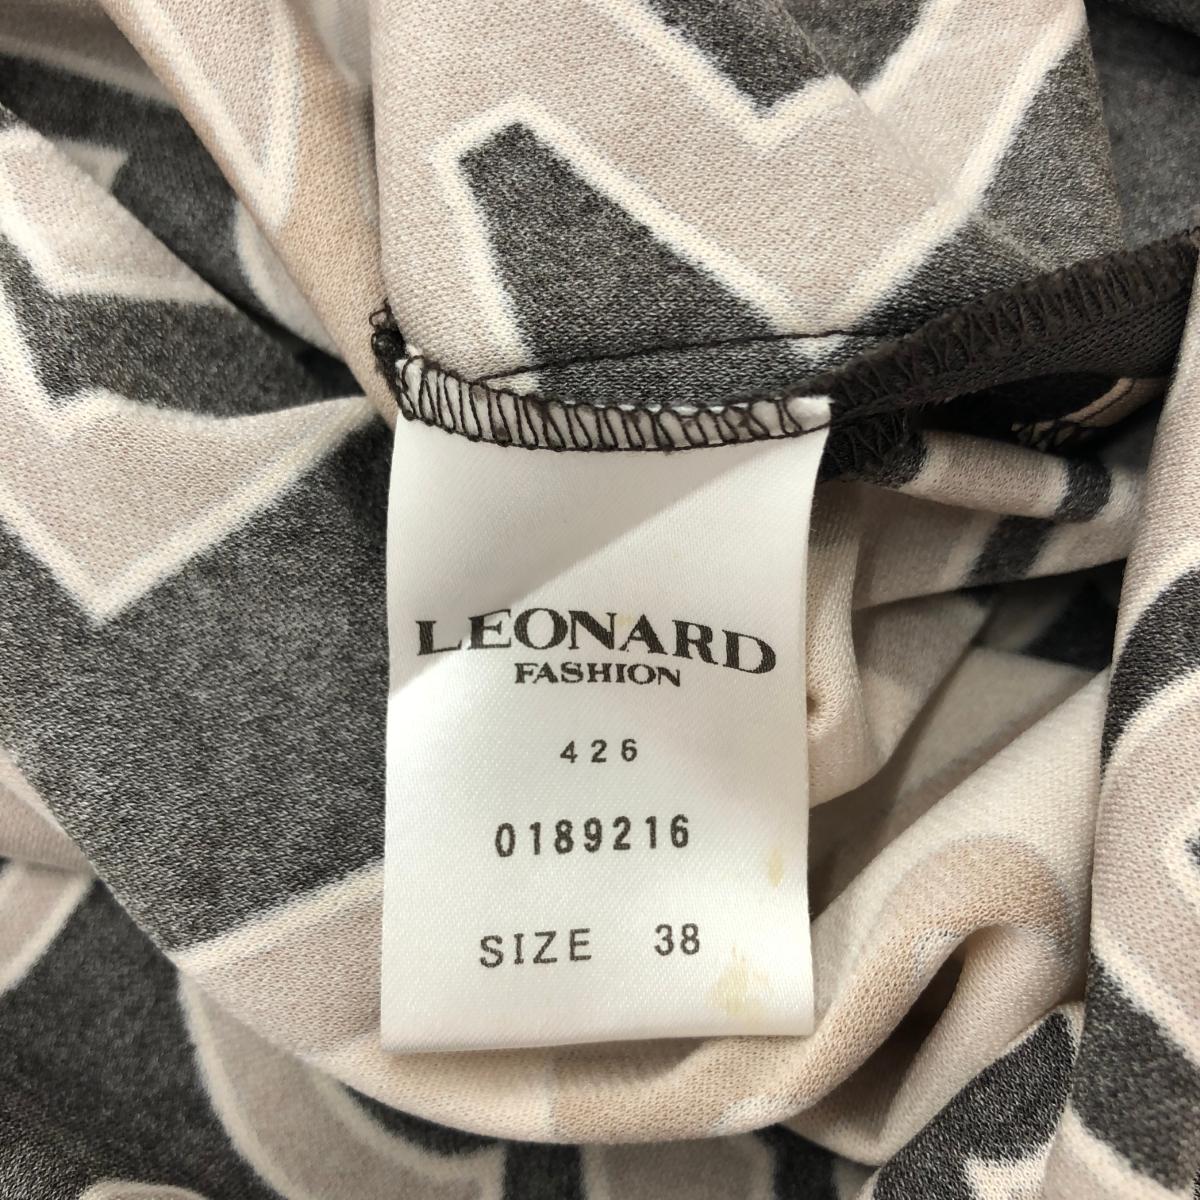 LEONARD
FASHION
426
0189216
SIZE 38